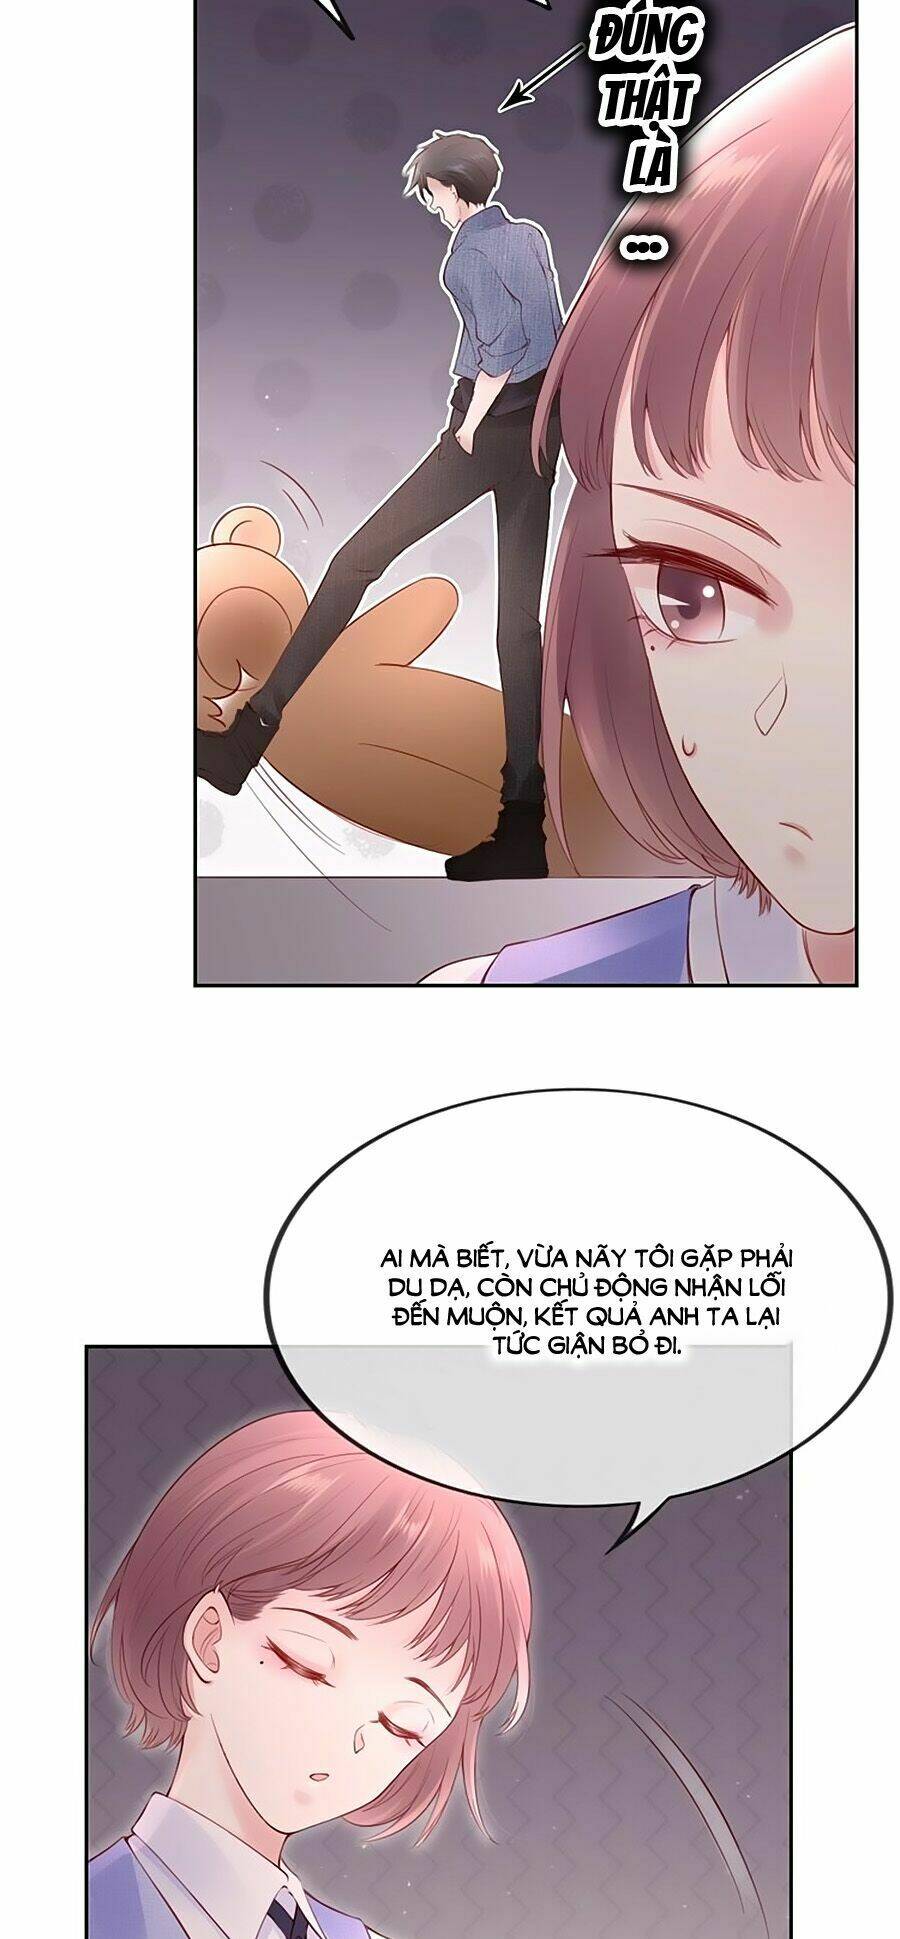 ĐÚNG
THẬT
LÀ
...
AI MÀ BIẾT, VỪA NÃY TÔI GẶP PHẢI
DU DẠ, CÒN CHỦ ĐỘNG NHẬN LỖI
ĐẾN MUỘN, KẾT QUẢ ANH TA LẠI
TỨC GIẬN BỎ ĐI.